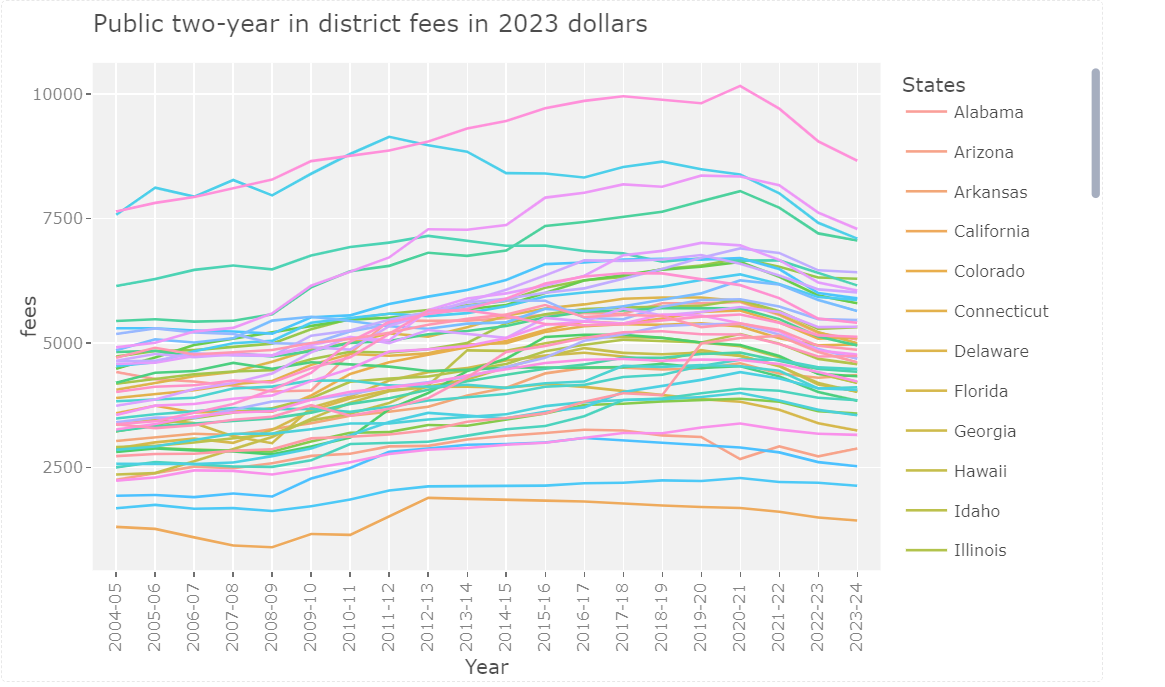 Public two-year in district fees in 2023 dollars
10000
7500
5000
2500
fees
2004-05
2005-06
2006-07
2007-08
2008-09
2009-10
2010-11
2011-12
2012-13
2013-14
2014-15
2015-16
2016-17
2017-18
2018-19
2019-20
2020-21
2021-22
2022-23
2023-24
Year
States
Alabama
Arizona
Arkansas
California
Colorado
Connecticut
Delaware
Florida
Georgia
Hawaii
Idaho
Illinois